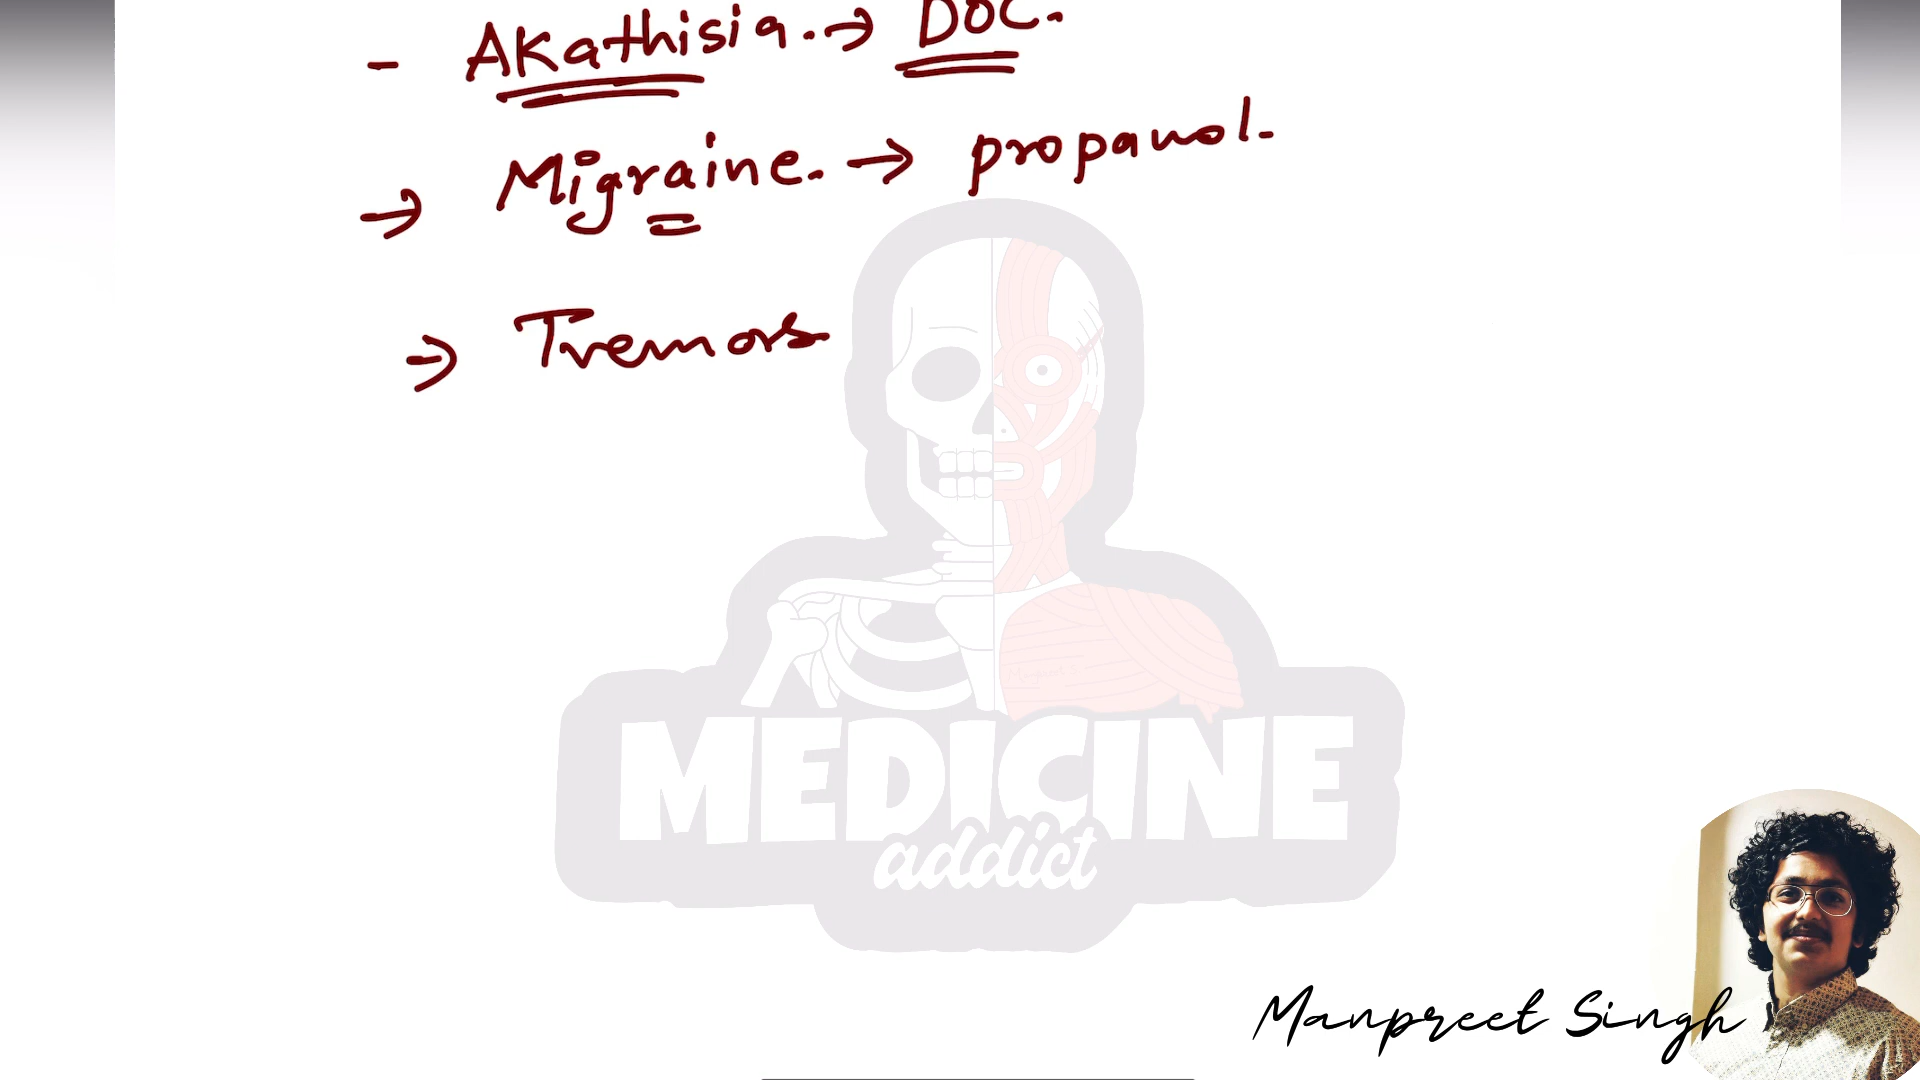 - Akathisia. → DOC.
→ Migraine. → propanol.
→ Tremors
MEDICINE
addict
Manpreet Singh